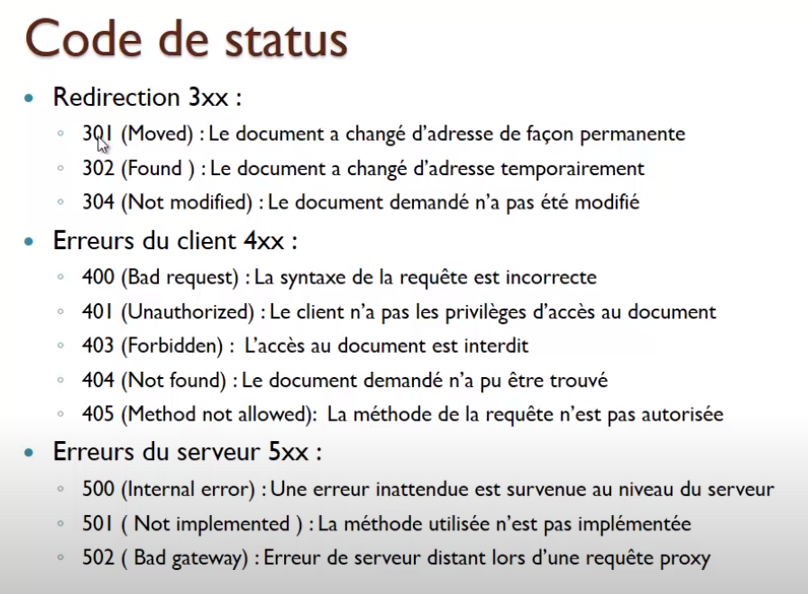 Code de status
Redirection 3xx :
301 (Moved) : Le document a changé d'adresse de façon permanente
302 (Found ) : Le document a changé d'adresse temporairement
304 (Not modified) : Le document demandé n'a pas été modifié
Erreurs du client 4xx :
400 (Bad request) : La syntaxe de la requête est incorrecte
401 (Unauthorized) : Le client n'a pas les privilèges d'accès au document
403 (Forbidden) : L'accès au document est interdit
404 (Not found) : Le document demandé n'a pu être trouvé
405 (Method not allowed): La méthode de la requête n'est pas autorisée
Erreurs du serveur 5xx :
500 (Internal error) : Une erreur inattendue est survenue au niveau du serveur
501 ( Not implemented ) : La méthode utilisée n'est pas implémentée
502 ( Bad gateway) : Erreur de serveur distant lors d'une requête proxy